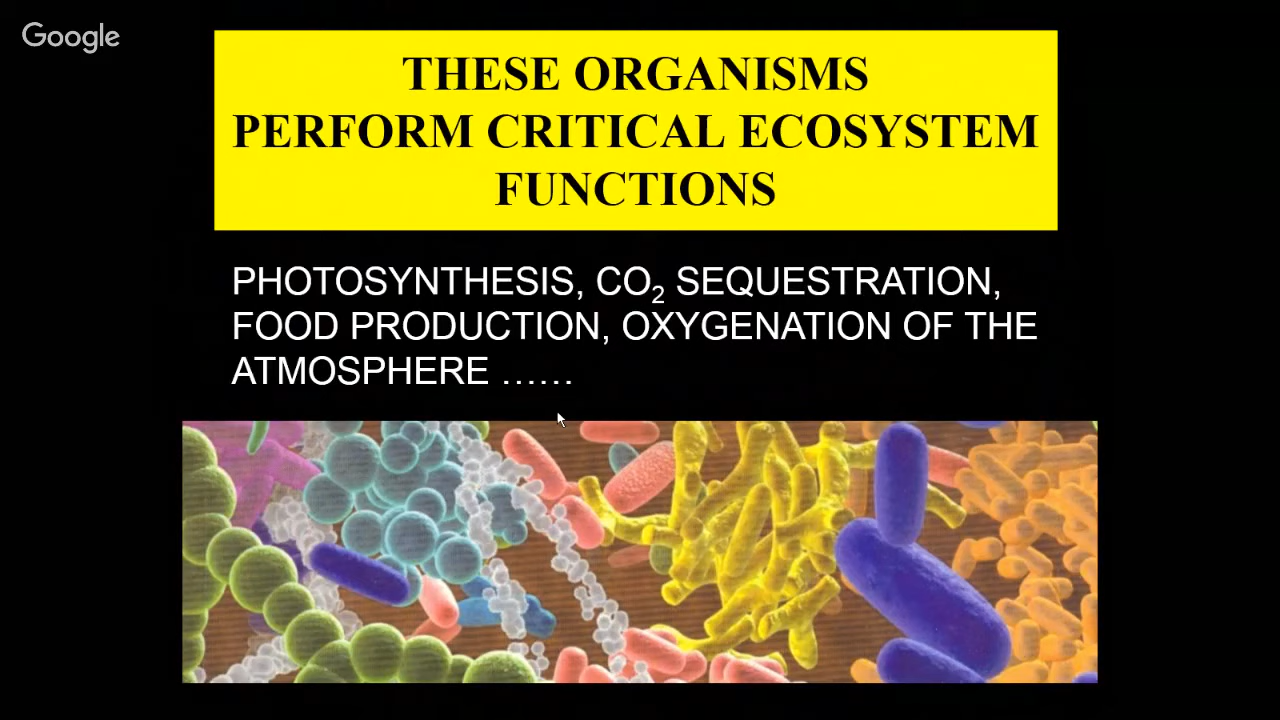 Google
THESE ORGANISMS
PERFORM CRITICAL ECOSYSTEM
FUNCTIONS
PHOTOSYNTHESIS, CO₂ SEQUESTRATION,
FOOD PRODUCTION, OXYGENATION OF THE
ATMOSPHERE ……